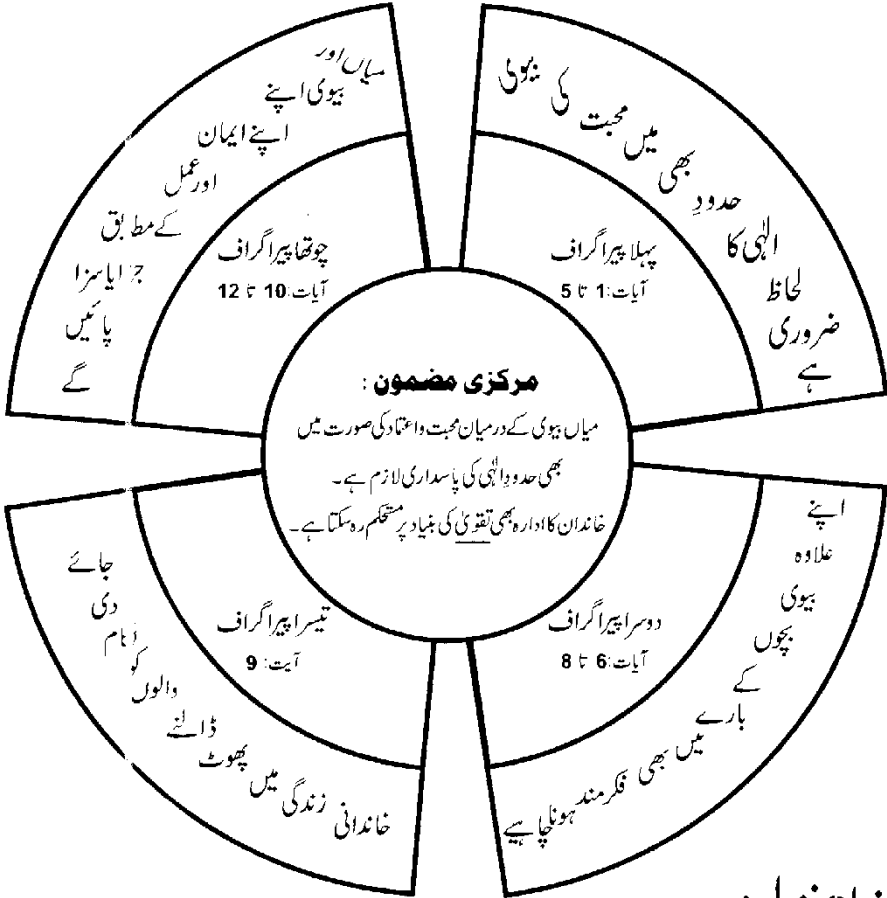 بیوی کی محبت میں بھی حدودِ الٰہی کا لحاظ ضروری ہے
پہلا پیراگراف
آیات: 1 تا 5
اپنے علاوہ بیوی بچوں کے بارے میں بھی فکرمند ہونا چاہیے
دوسرا پیراگراف
آیات: 6 تا 8
خاندانی زندگی میں پھوٹ ڈالنے والوں کو دی جائے
تیسرا پیراگراف
آیت: 9
میاں اور بیوی اپنے اپنے ایمان اور عمل کے مطابق جزا یا سزا پائیں گے
چوتھا پیراگراف
آیات: 10 تا 12
مرکزی مضمون :
میاں بیوی کے درمیان محبت و اعتماد کی صورت میں
بھی حدودِ الٰہی کی پاسداری لازم ہے۔
خاندان کا ادارہ بھی تقویٰ کی بنیاد پر مستحکم رہ سکتا ہے۔